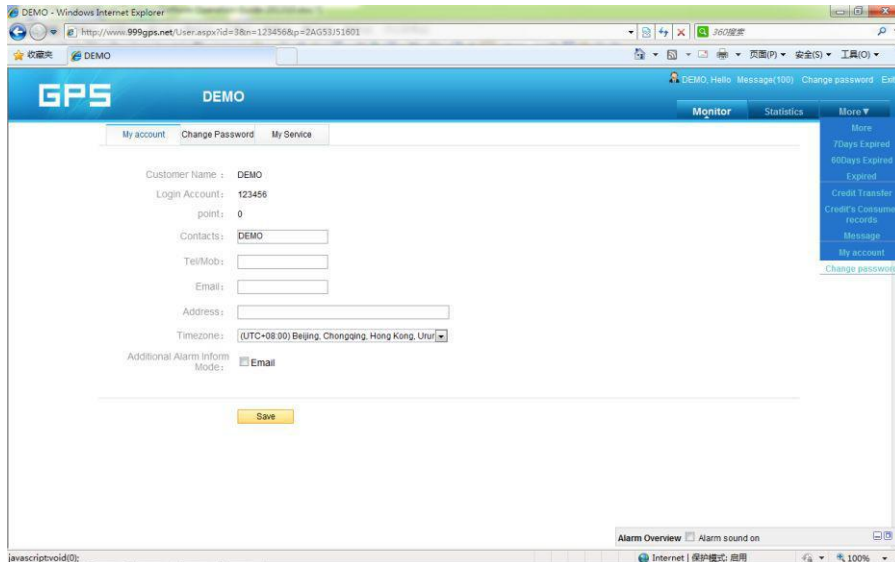 DEMO - Windows Internet Explorer
http://www.999gps.net/User.aspx?id=3&n=123456&p=2AG53J51601
360搜索
收藏夹 DEMO 页面(P) 安全(S) 工具(O)
DEMO, Hello Message(100) Change password Exit
GPS DEMO
Monitor Statistics More▼
My account Change Password My Service
More
7Days Expired
60Days Expired
Expired
Credit Transfer
Credit's Consume
records
Message
My account
Change password
Customer Name : DEMO
Login Account: 123456
point: 0
Contacts: DEMO
Tel/Mob:
Email:
Address:
Timezone: (UTC+08:00) Beijing, Chongqing, Hong Kong, Urur
Additional Alarm Inform
Mode: Email
Save
Alarm Overview Alarm sound on
javascript:void(0); Internet | 保护模式: 启用 100%